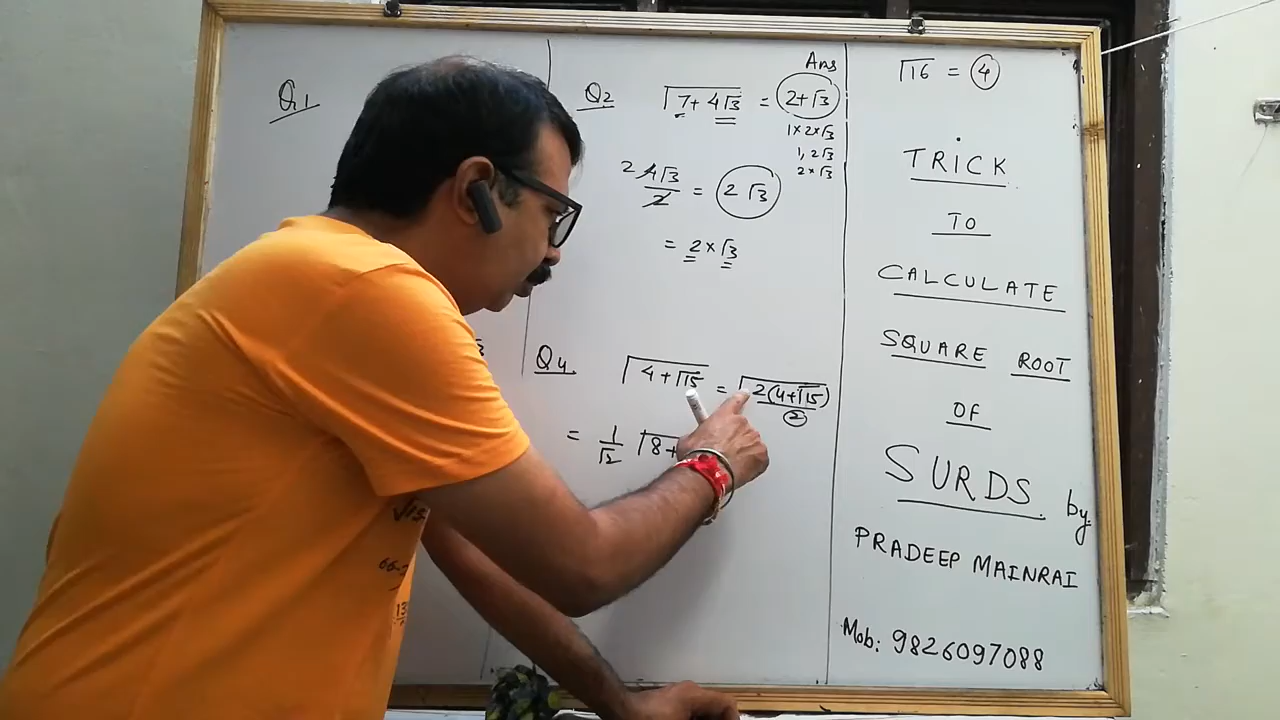 Q1
Q2
√7+4√3 = 2+√3
Ans
1×2×√3
1, 2√3
2×√3
2 4√3/2 = 2√3
= 2×√3
√3
Q4.
√4+√15 = √2(4+√15)/2
= 1/√2 √8+
√16 = 4
TRICK
TO
CALCULATE
SQUARE ROOT
OF
SURDS. by
PRADEEP MAINRAI
Mob: 9826097088